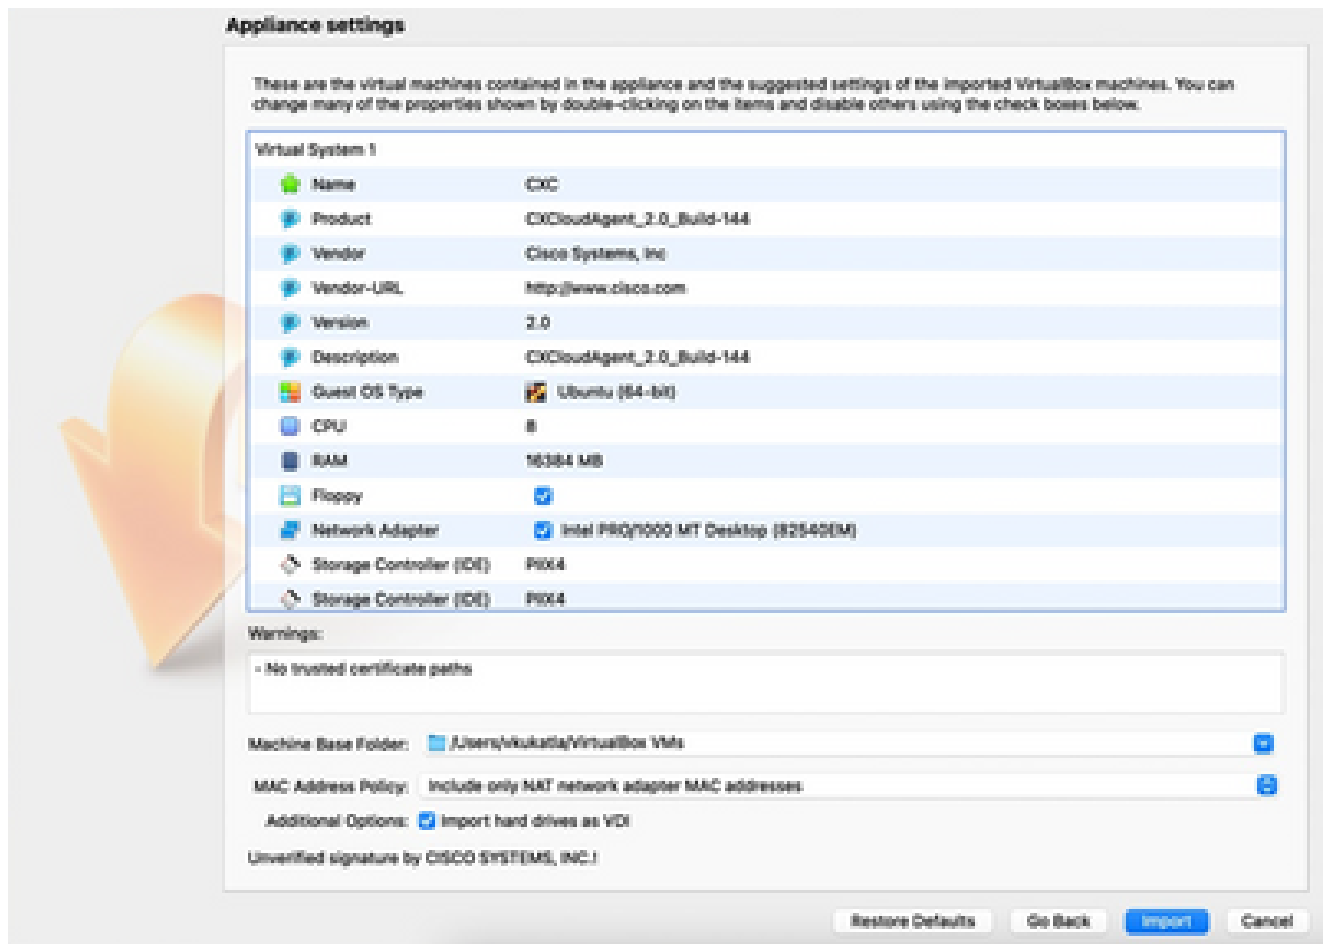 Appliance settings
These are the virtual machines contained in the appliance and the suggested settings of the imported VirtualBox machines. You can
change many of the properties shown by double-clicking on the items and disable others using the check boxes below.
Virtual System 1
Name CXC
Product CXCloudAgent_2.0_Build-144
Vendor Cisco Systems, Inc
Vendor-URL http://www.cisco.com
Version 2.0
Description CXCloudAgent_2.0_Build-144
Guest OS Type Ubuntu (64-bit)
CPU 8
RAM 16384 MB
Floppy
Network Adapter Intel PRO/1000 MT Desktop (82540EM)
Storage Controller (IDE) PIIX4
Storage Controller (IDE) PIIX4
Warnings:
- No trusted certificate paths
Machine Base Folder: /Users/vkukatla/VirtualBox VMs
MAC Address Policy: Include only NAT network adapter MAC addresses
Additional Options: Import hard drives as VDI
Unverified signature by CISCO SYSTEMS, INC.!
Restore Defaults Go Back Import Cancel